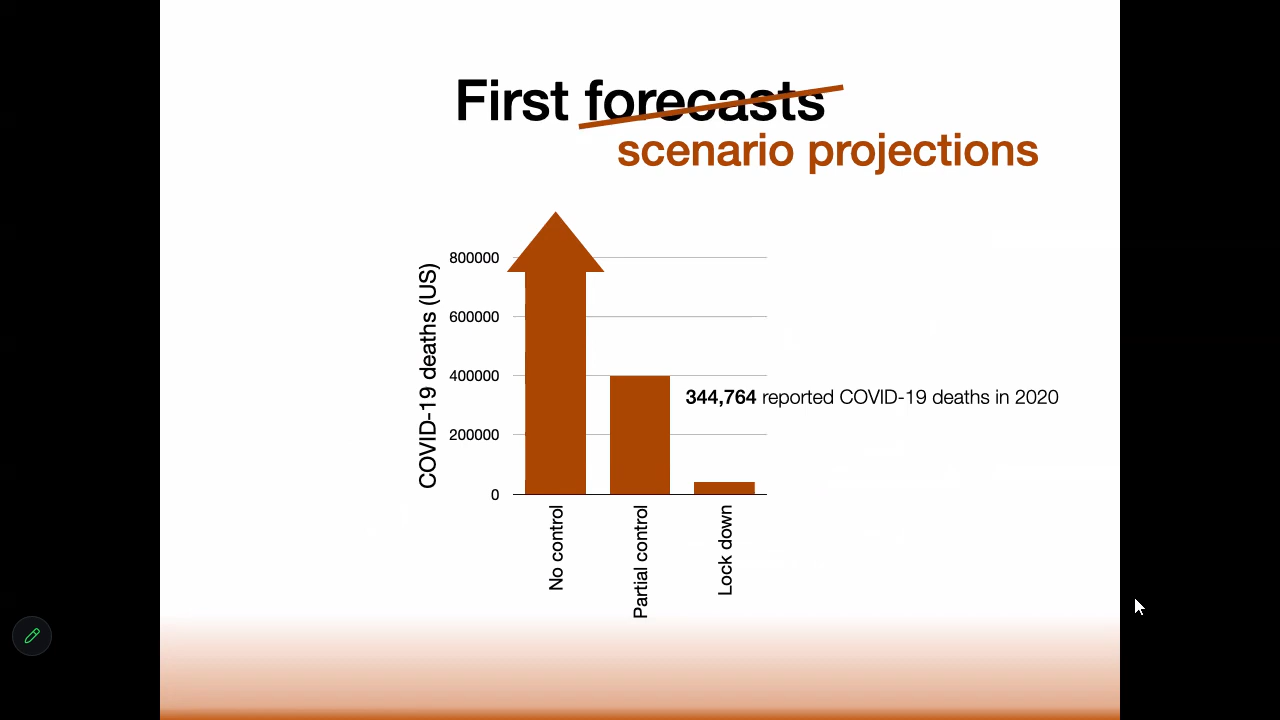 First forecasts
scenario projections
COVID-19 deaths (US)
800000
600000
400000
200000
0
344,764 reported COVID-19 deaths in 2020
No control
Partial control
Lock down